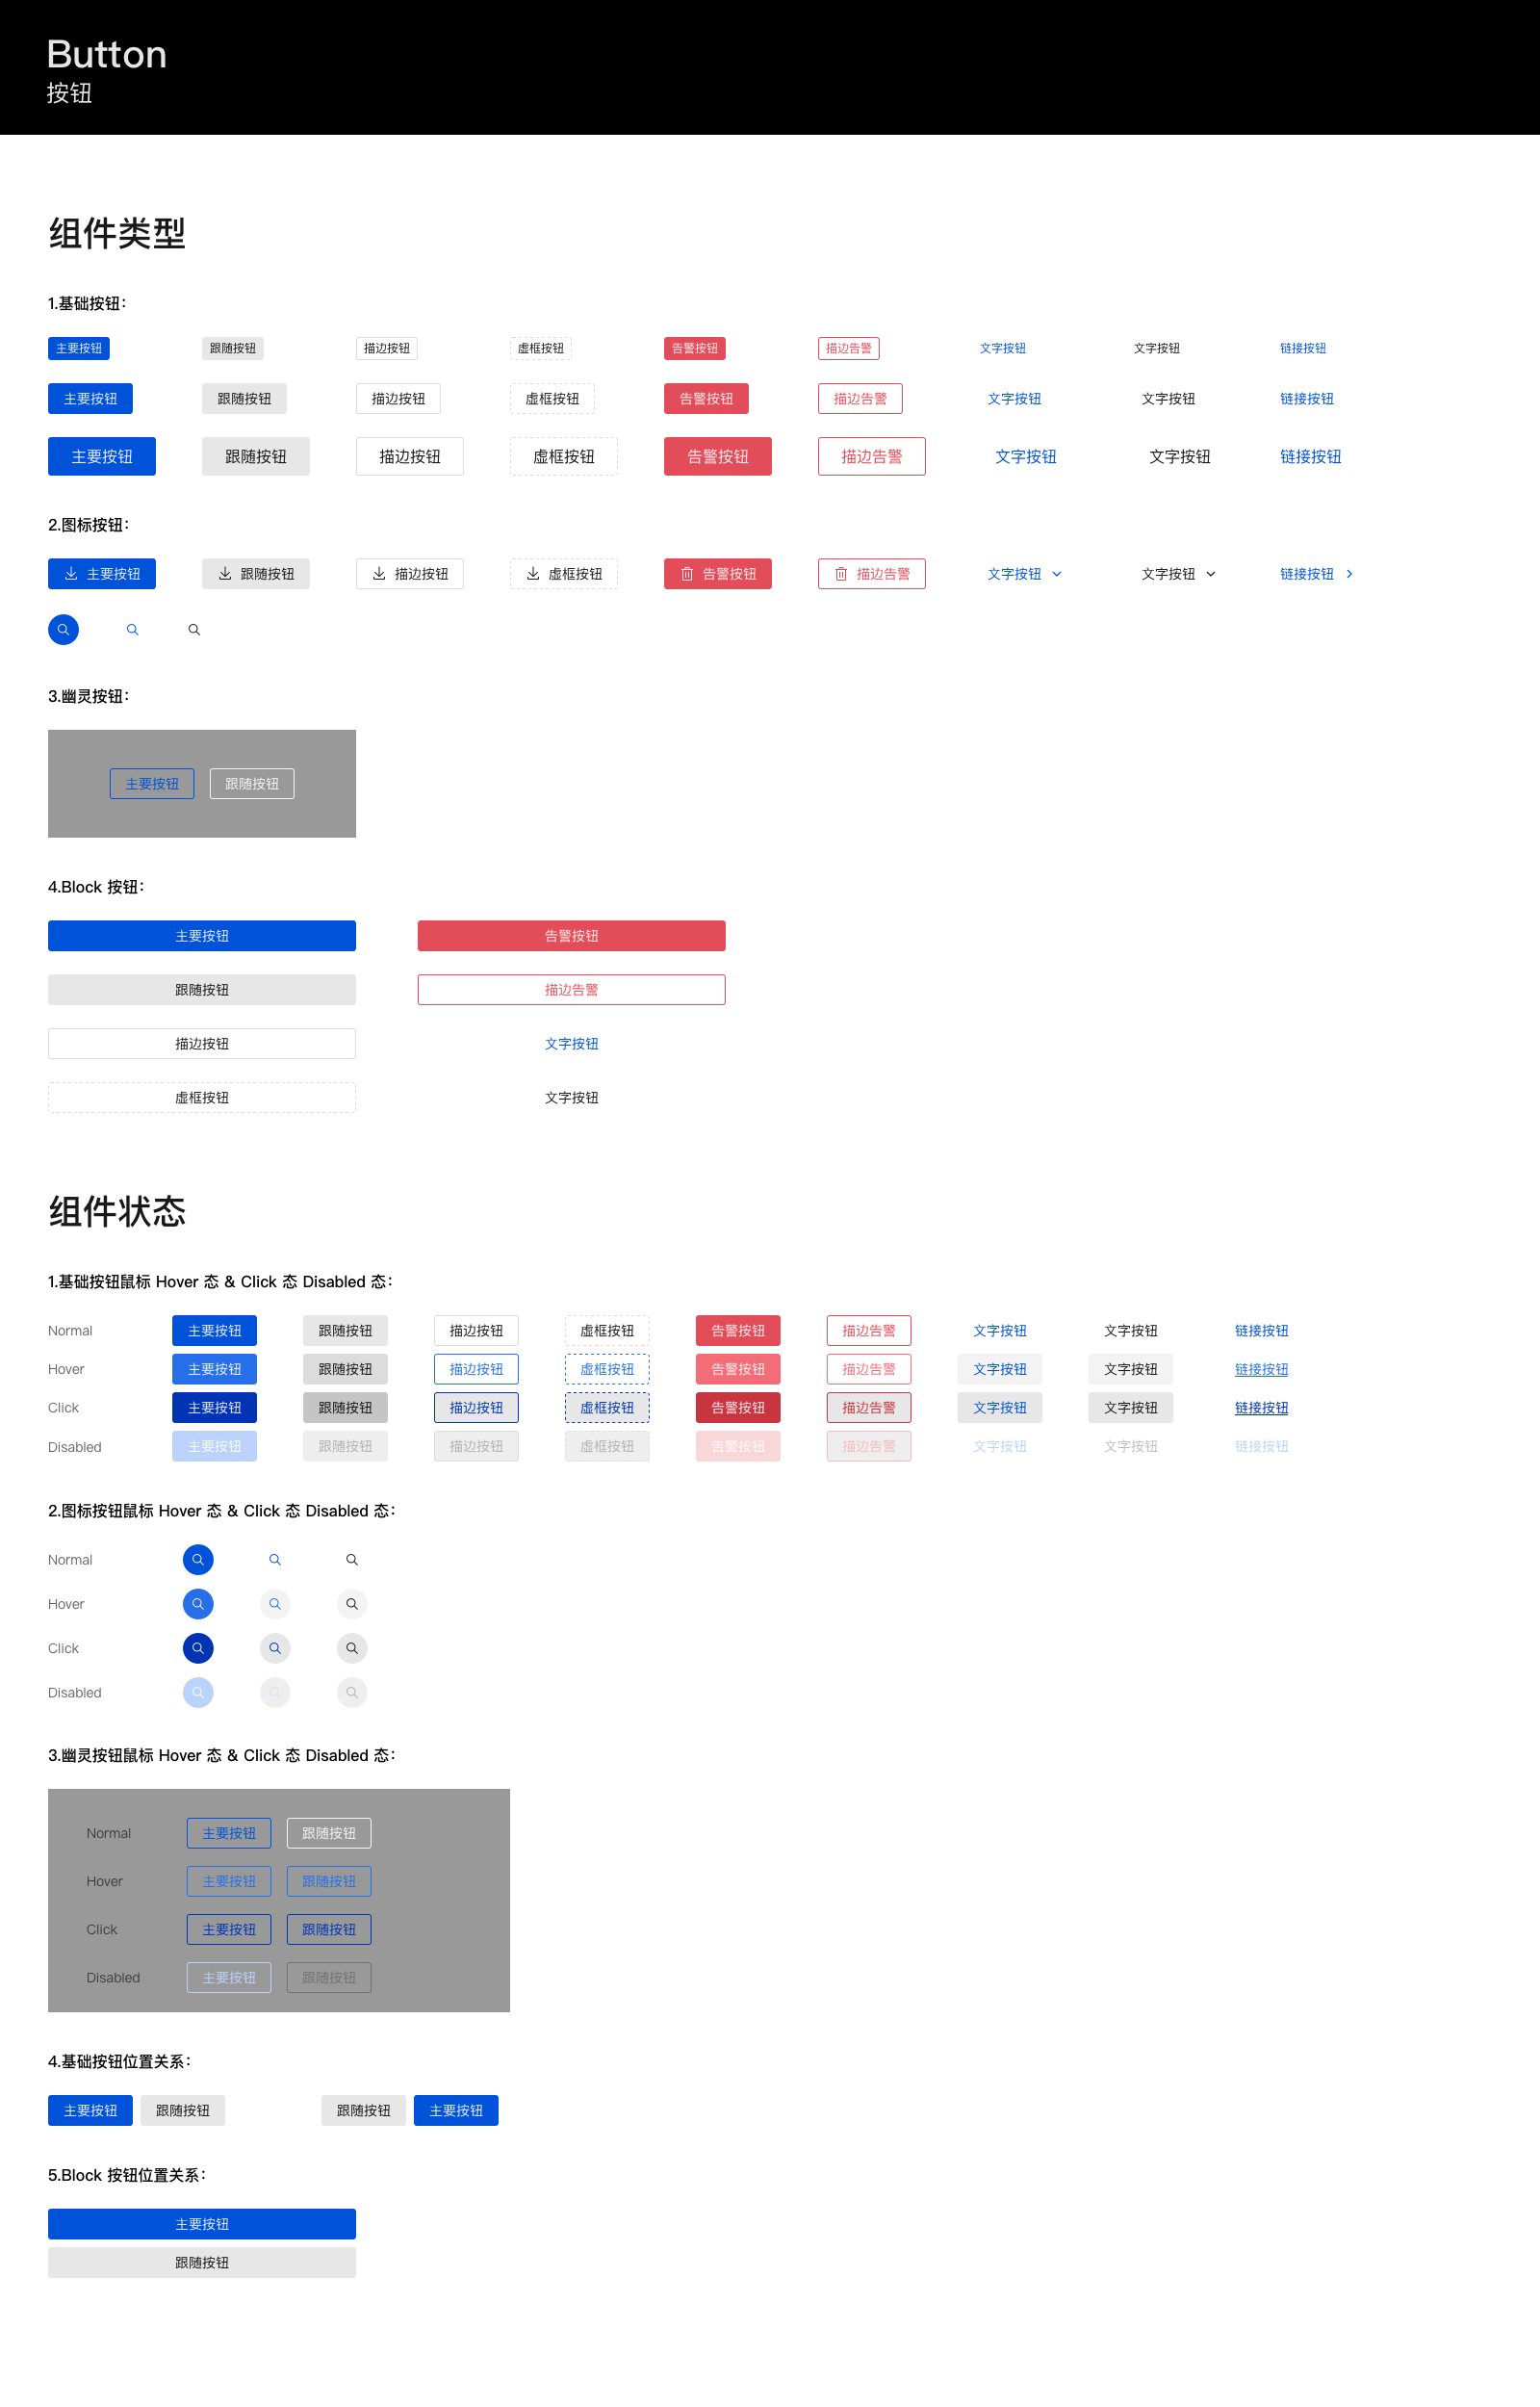 Button
按钮
组件类型
1.基础按钮：
主要按钮 跟随按钮 描边按钮 虚框按钮 告警按钮 描边告警 文字按钮 文字按钮 链接按钮
主要按钮 跟随按钮 描边按钮 虚框按钮 告警按钮 描边告警 文字按钮 文字按钮 链接按钮
主要按钮 跟随按钮 描边按钮 虚框按钮 告警按钮 描边告警 文字按钮 文字按钮 链接按钮
2.图标按钮：
主要按钮 跟随按钮 描边按钮 虚框按钮 告警按钮 描边告警 文字按钮 文字按钮 链接按钮
3.幽灵按钮：
主要按钮 跟随按钮
4.Block 按钮：
主要按钮 告警按钮
跟随按钮 描边告警
描边按钮 文字按钮
虚框按钮 文字按钮
组件状态
1.基础按钮鼠标 Hover 态 & Click 态 Disabled 态：
Normal 主要按钮 跟随按钮 描边按钮 虚框按钮 告警按钮 描边告警 文字按钮 文字按钮 链接按钮
Hover 主要按钮 跟随按钮 描边按钮 虚框按钮 告警按钮 描边告警 文字按钮 文字按钮 链接按钮
Click 主要按钮 跟随按钮 描边按钮 虚框按钮 告警按钮 描边告警 文字按钮 文字按钮 链接按钮
Disabled 主要按钮 跟随按钮 描边按钮 虚框按钮 告警按钮 描边告警 文字按钮 文字按钮 链接按钮
2.图标按钮鼠标 Hover 态 & Click 态 Disabled 态：
Normal
Hover
Click
Disabled
3.幽灵按钮鼠标 Hover 态 & Click 态 Disabled 态：
Normal 主要按钮 跟随按钮
Hover 主要按钮 跟随按钮
Click 主要按钮 跟随按钮
Disabled 主要按钮 跟随按钮
4.基础按钮位置关系：
主要按钮 跟随按钮 跟随按钮 主要按钮
5.Block 按钮位置关系：
主要按钮
跟随按钮